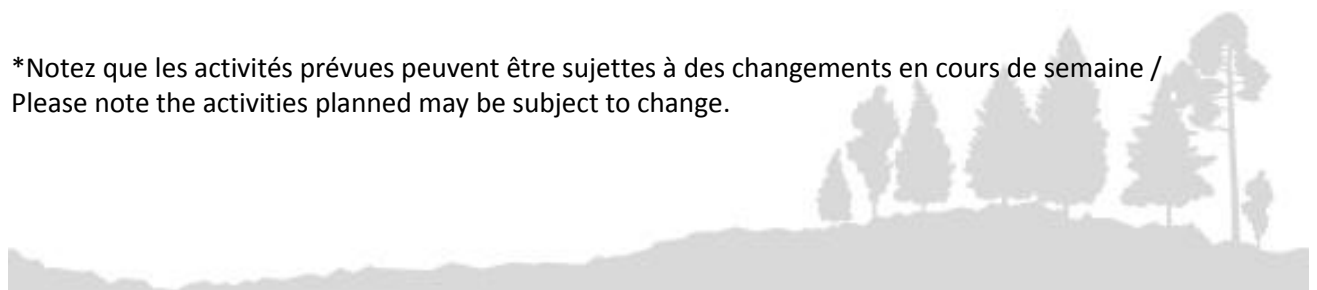 *Notez que les activités prévues peuvent être sujettes à des changements en cours de semaine /
Please note the activities planned may be subject to change.